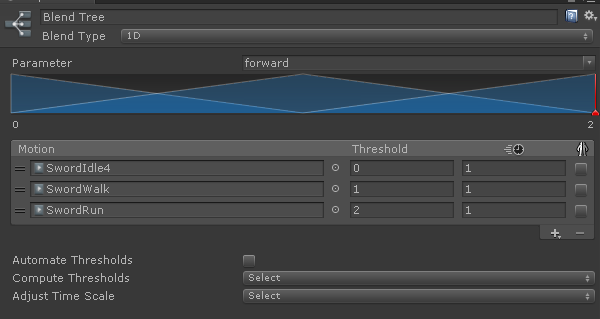 Blend Tree
Blend Type 1D
Parameter forward
0 2
Motion Threshold
SwordIdle4 0 1
SwordWalk 1 1
SwordRun 2 1
Automate Thresholds
Compute Thresholds Select
Adjust Time Scale Select